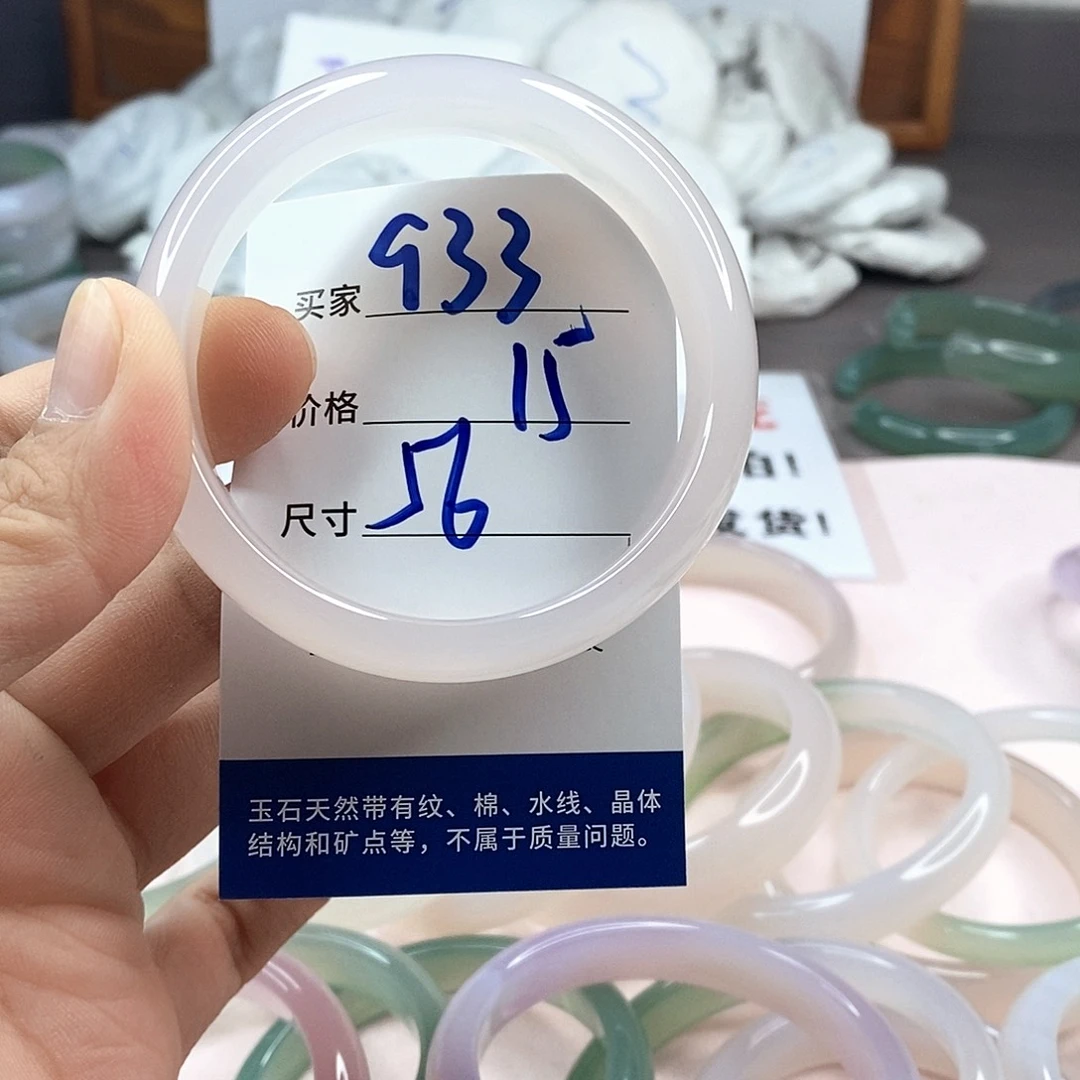 买家 933
价格 15
尺寸 56
玉石天然带有纹、棉、水线、晶体
结构和矿点等，不属于质量问题。
货!